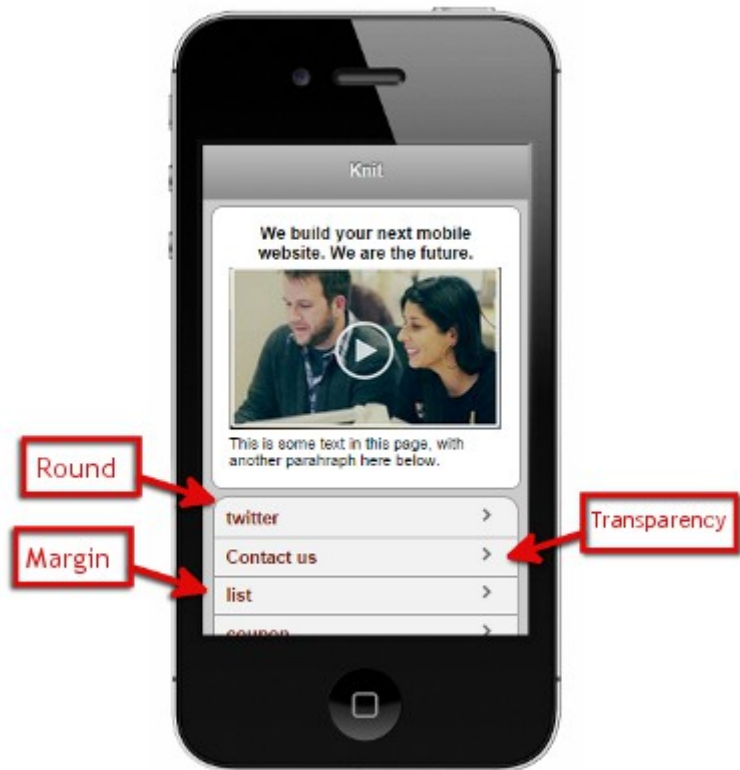 Knit
We build your next mobile
website. We are the future.
This is some text in this page, with
another parahraph here below.
Round
twitter
Transparency
Contact us
Margin
list
coupon